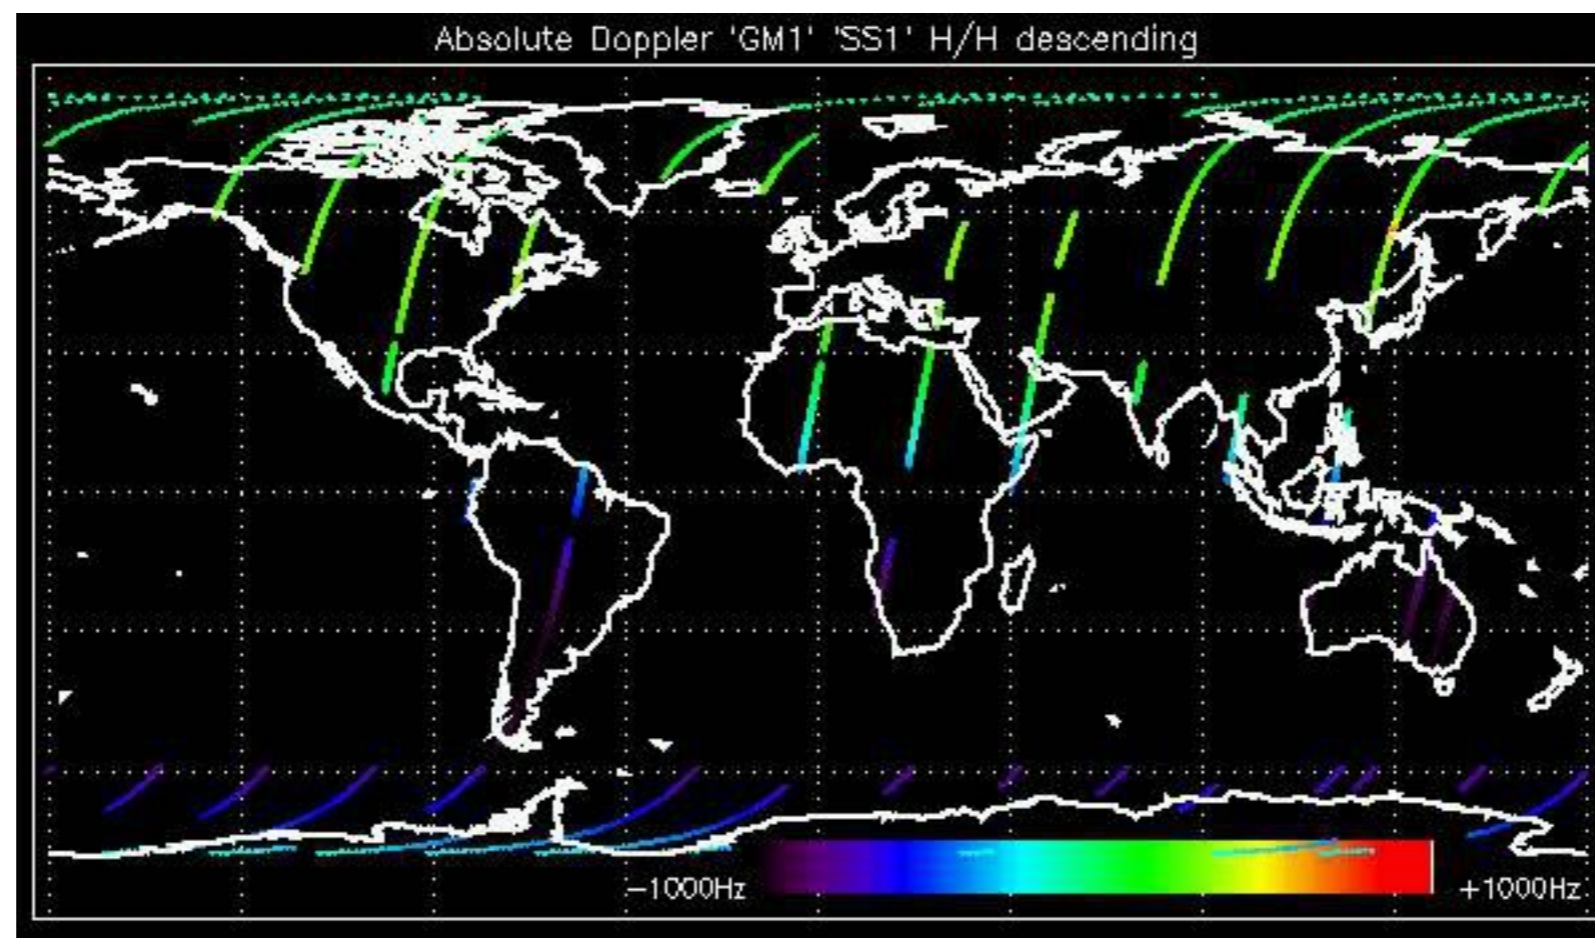 Absolute Doppler 'GM1' 'SS1' H/H descending
−1000Hz
+1000Hz